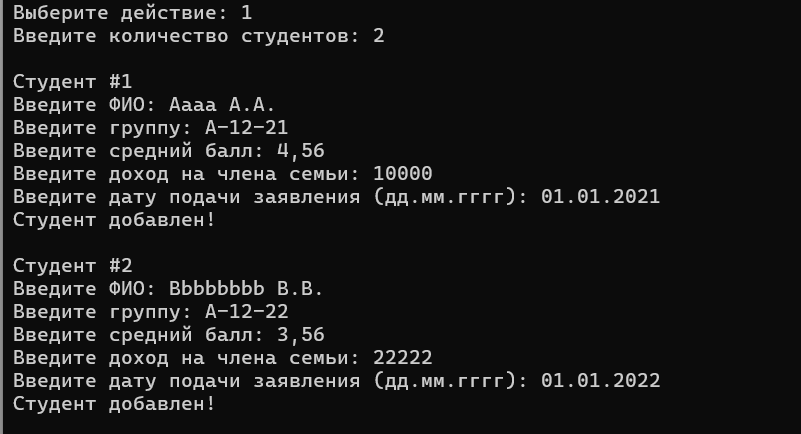 Выберите действие: 1
Введите количество студентов: 2
Студент #1
Введите ФИО: Аааа А.А.
Введите группу: А-12-21
Введите средний балл: 4,56
Введите доход на члена семьи: 10000
Введите дату подачи заявления (дд.мм.гггг): 01.01.2021
Студент добавлен!
Студент #2
Введите ФИО: Bbbbbbbb B.B.
Введите группу: А-12-22
Введите средний балл: 3,56
Введите доход на члена семьи: 22222
Введите дату подачи заявления (дд.мм.гггг): 01.01.2022
Студент добавлен!